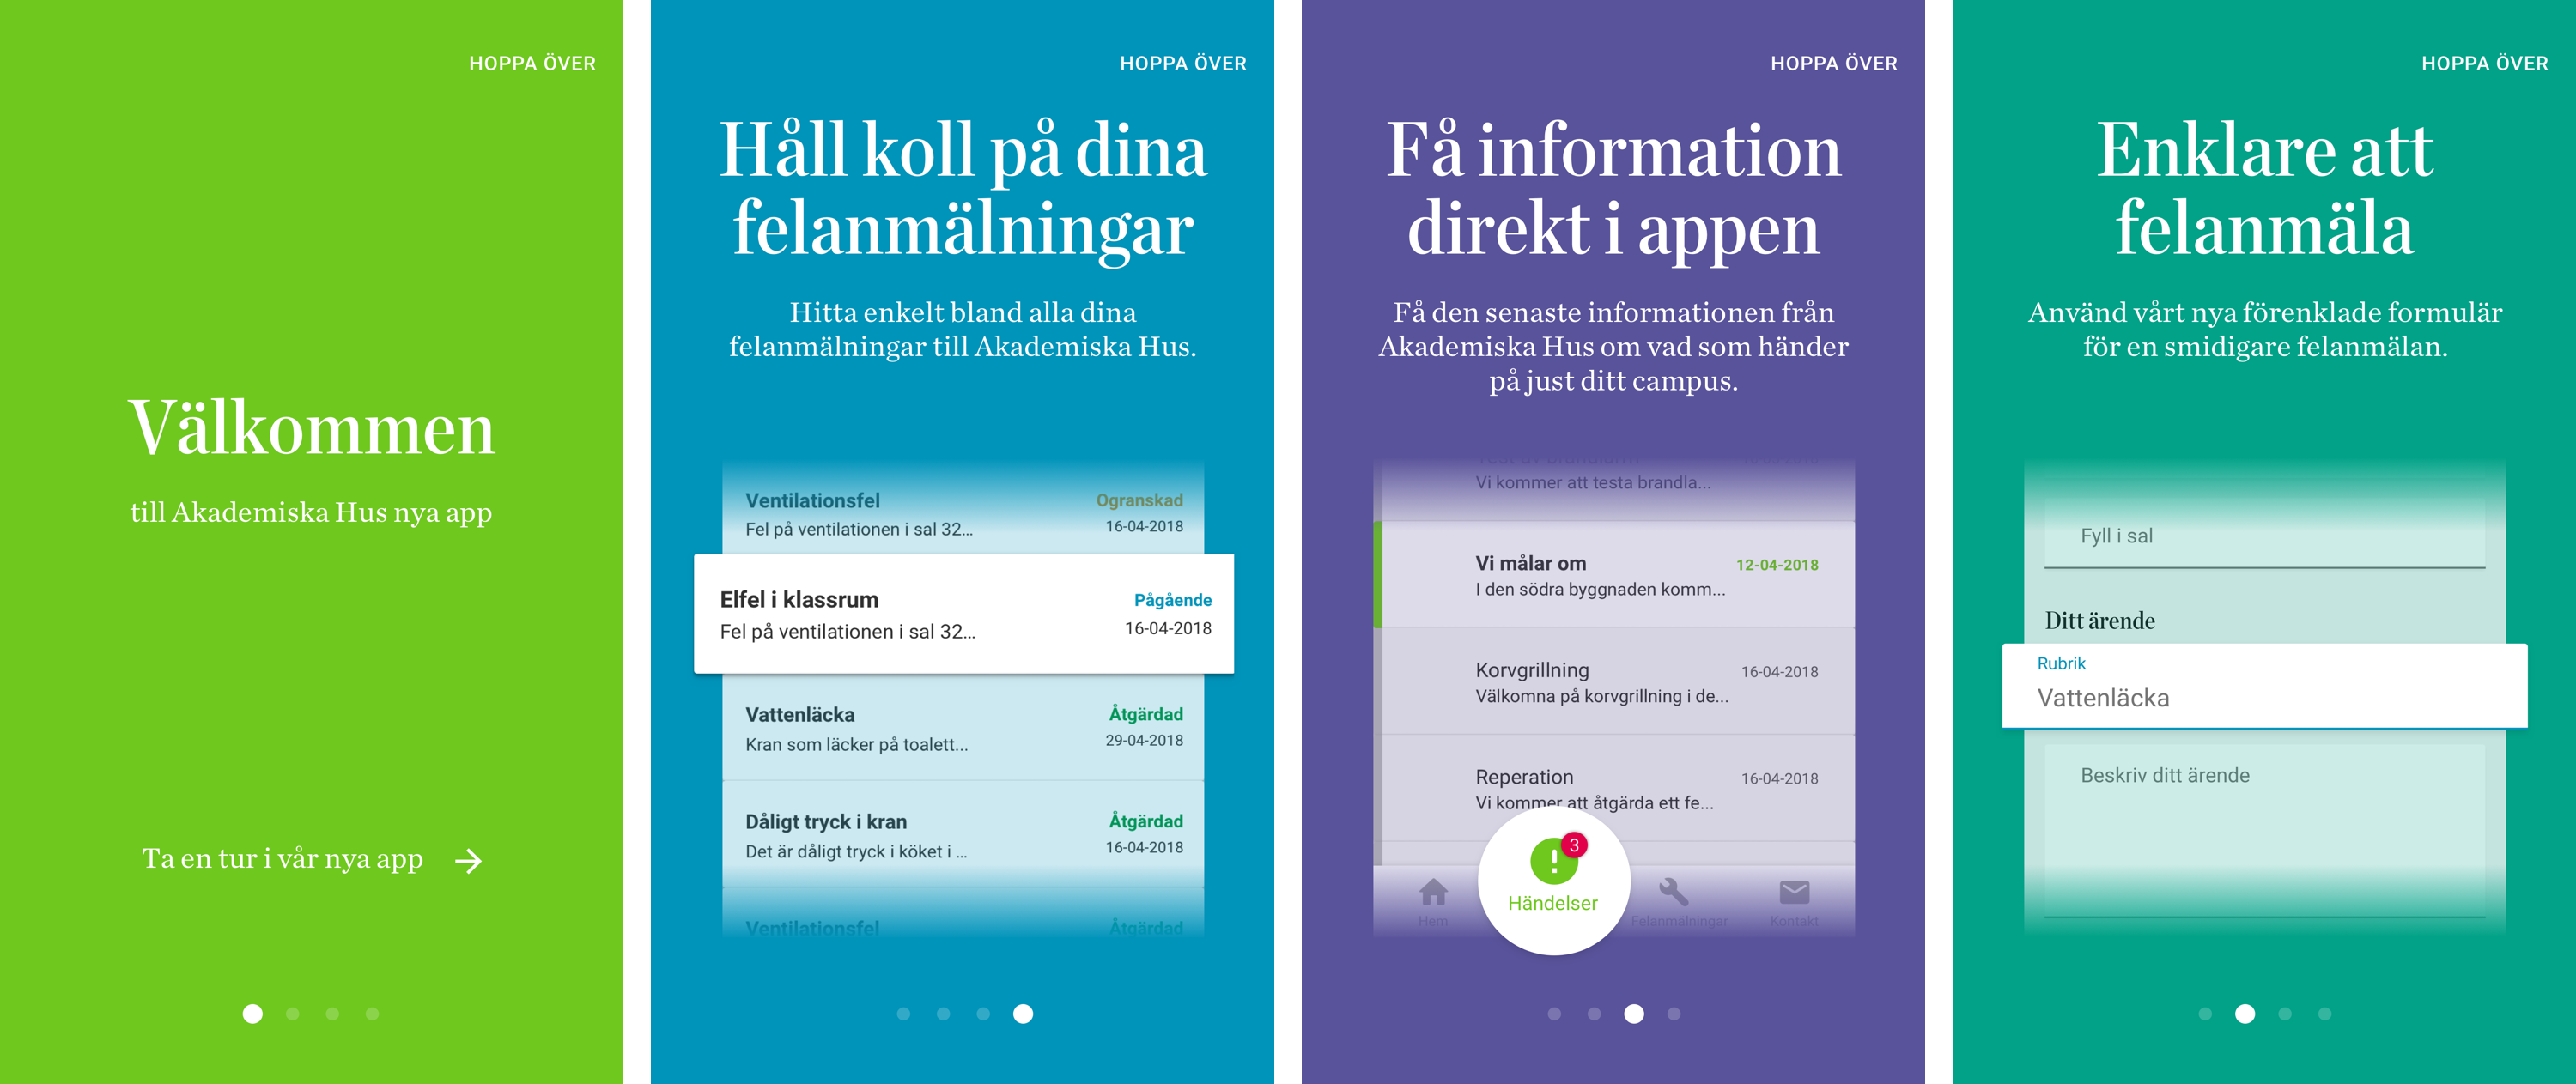 HOPPA ÖVER
Välkommen
till Akademiska Hus nya app
Ta en tur i vår nya app
HOPPA ÖVER
Håll koll på dina
felanmälningar
Hitta enkelt bland alla dina
felanmälningar till Akademiska Hus.
Ventilationsfel Ogranskad
Fel på ventilationen i sal 32... 16-04-2018
Elfel i klassrum Pågående
Fel på ventilationen i sal 32... 16-04-2018
Vattenläcka Åtgärdad
Kran som läcker på toalett... 29-04-2018
Dåligt tryck i kran Åtgärdad
Det är dåligt tryck i köket i ... 16-04-2018
Ventilationsfel Åtgärdad
HOPPA ÖVER
Få information
direkt i appen
Få den senaste informationen från
Akademiska Hus om vad som händer
på just ditt campus.
Vi kommer att testa brandla...
Vi målar om 12-04-2018
I den södra byggnaden komm...
Korvgrillning 16-04-2018
Välkomna på korvgrillning i de...
Reperation 16-04-2018
Vi kommer att åtgärda ett fe...
3
Hem Händelser Felanmälningar Kontakt
HOPPA ÖVER
Enklare att
felanmäla
Använd vårt nya förenklade formulär
för en smidigare felanmälan.
Fyll i sal
Ditt ärende
Rubrik
Vattenläcka
Beskriv ditt ärende